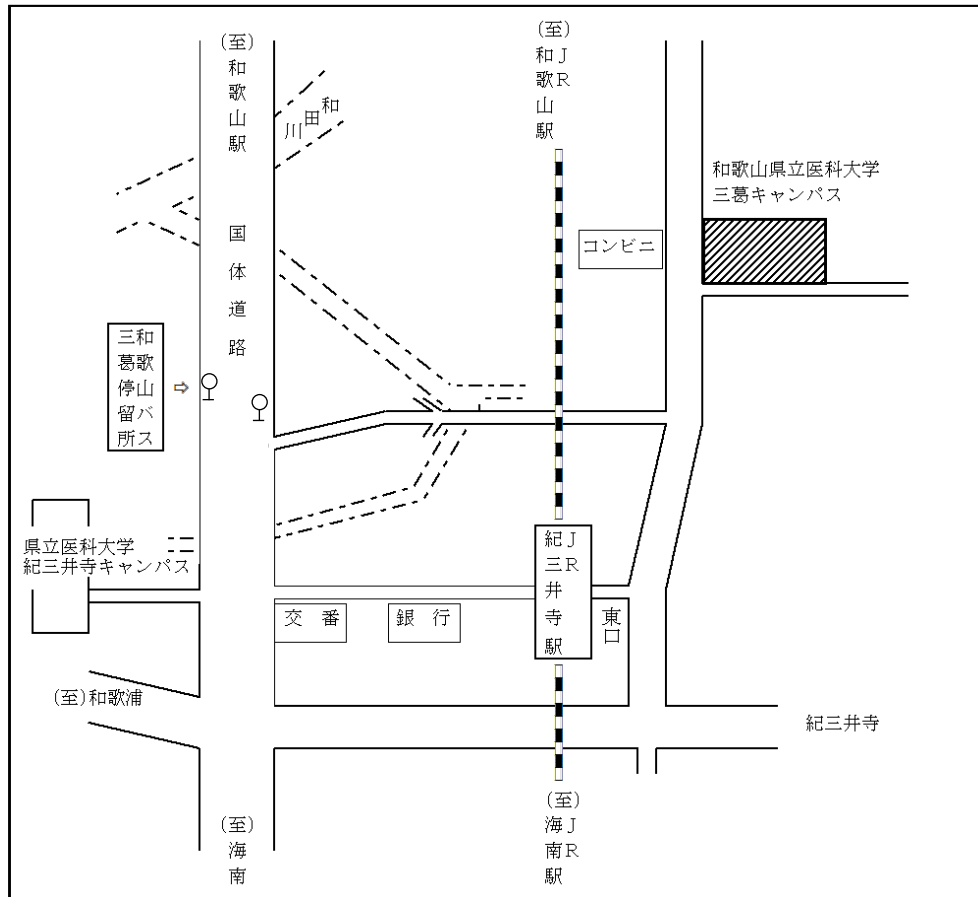 (至)和歌山駅
(至)
JR
和歌山駅
和田川
和歌山県立医科大学
三葛キャンパス
国体道路
コンビニ
和歌山バス
三葛停留所
⇨
県立医科大学
紀三井寺キャンパス
JR
紀三井寺駅
東口
交番
銀行
(至)和歌浦
紀三井寺
(至)海南
(至)
JR
海南駅